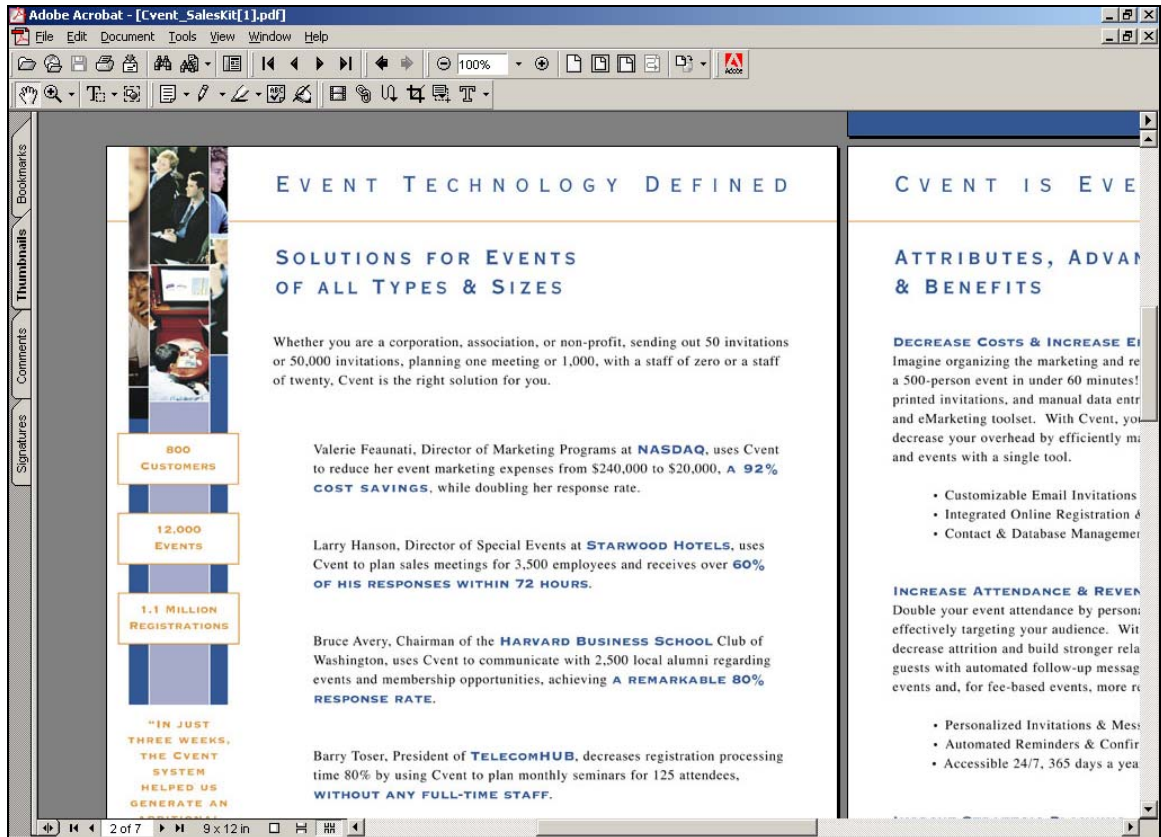 Adobe Acrobat - [Cvent_SalesKit[1].pdf]
File Edit Document Tools View Window Help
100%
Adobe
Bookmarks
Thumbnails
Comments
Signatures
EVENT TECHNOLOGY DEFINED
SOLUTIONS FOR EVENTS
OF ALL TYPES & SIZES
Whether you are a corporation, association, or non-profit, sending out 50 invitations
or 50,000 invitations, planning one meeting or 1,000, with a staff of zero or a staff
of twenty, Cvent is the right solution for you.
800
CUSTOMERS
12,000
EVENTS
1.1 MILLION
REGISTRATIONS
"IN JUST
THREE WEEKS,
THE CVENT
SYSTEM
HELPED US
GENERATE AN
Valerie Feaunati, Director of Marketing Programs at NASDAQ, uses Cvent
to reduce her event marketing expenses from $240,000 to $20,000, A 92%
COST SAVINGS, while doubling her response rate.
Larry Hanson, Director of Special Events at STARWOOD HOTELS, uses
Cvent to plan sales meetings for 3,500 employees and receives over 60%
OF HIS RESPONSES WITHIN 72 HOURS.
Bruce Avery, Chairman of the HARVARD BUSINESS SCHOOL Club of
Washington, uses Cvent to communicate with 2,500 local alumni regarding
events and membership opportunities, achieving A REMARKABLE 80%
RESPONSE RATE.
Barry Toser, President of TELECOMHUB, decreases registration processing
time 80% by using Cvent to plan monthly seminars for 125 attendees,
WITHOUT ANY FULL-TIME STAFF.
CVENT IS EVE
ATTRIBUTES, ADVAN
& BENEFITS
DECREASE COSTS & INCREASE
Imagine organizing the marketing and re
a 500-person event in under 60 minutes!
printed invitations, and manual data entr
and eMarketing toolset. With Cvent, you
decrease your overhead by efficiently ma
and events with a single tool.
• Customizable Email Invitations
• Integrated Online Registration &
• Contact & Database Managemen
INCREASE ATTENDANCE & REVEN
Double your event attendance by persona
effectively targeting your audience. Wit
decrease attrition and build stronger rela
guests with automated follow-up messag
events and, for fee-based events, more re
• Personalized Invitations & Mess
• Automated Reminders & Confir
• Accessible 24/7, 365 days a yea
2 of 7 9 x 12 in